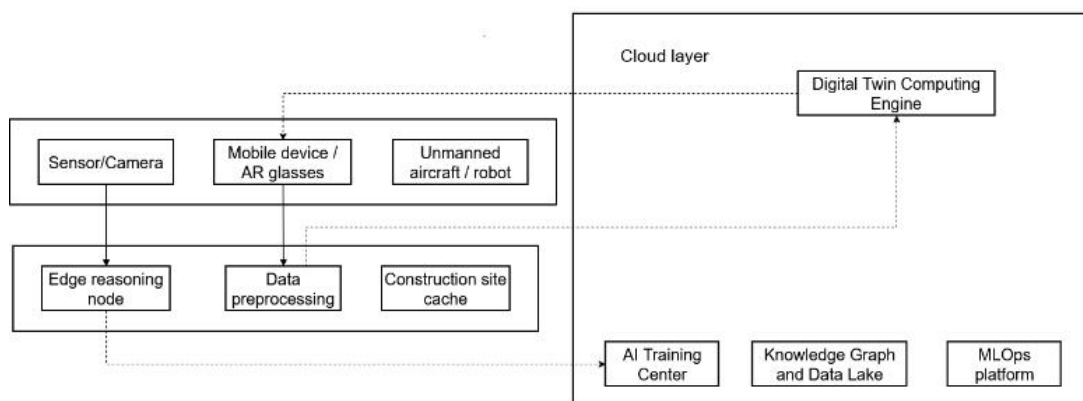 Cloud layer
Digital Twin Computing
Engine
Sensor/Camera
Mobile device /
AR glasses
Unmanned
aircraft / robot
Edge reasoning
node
Data
preprocessing
Construction site
cache
AI Training
Center
Knowledge Graph
and Data Lake
MLOps
platform